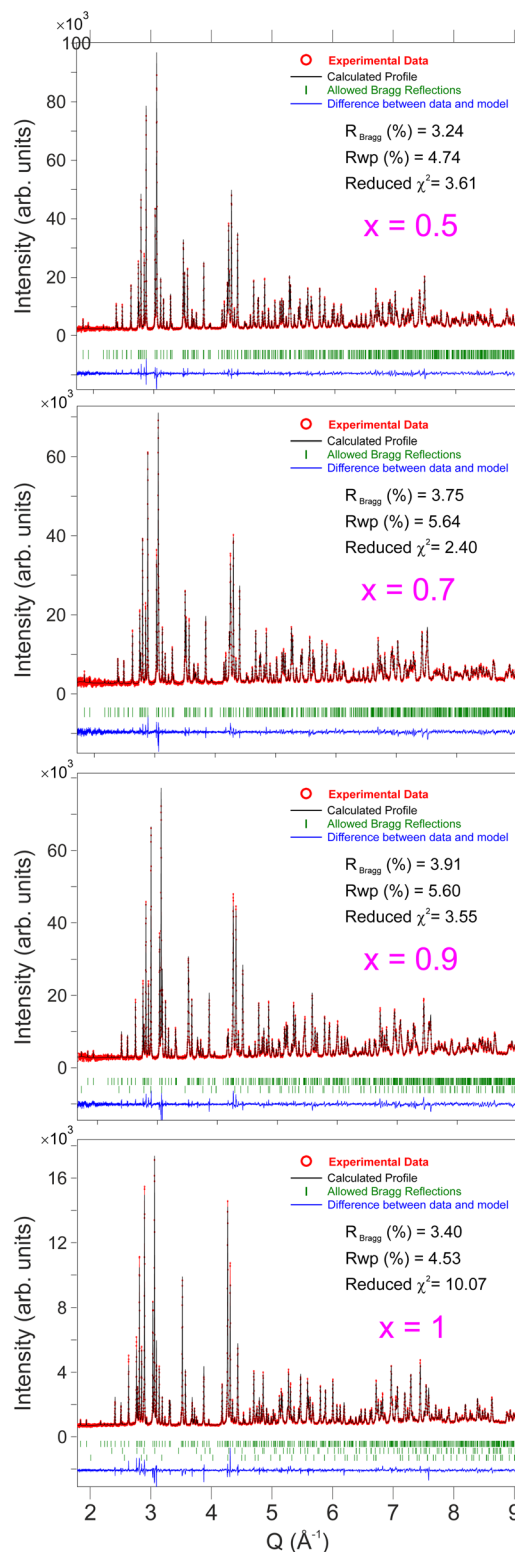 ×10³
100
80
60
40
20
0
Intensity (arb. units)
Experimental Data
Calculated Profile
Allowed Bragg Reflections
Difference between data and model
R Bragg (%) = 3.24
Rwp (%) = 4.74
Reduced χ²= 3.61
x = 0.5
×10³
60
40
20
0
Intensity (arb. units)
Experimental Data
Calculated Profile
Allowed Bragg Reflections
Difference between data and model
R Bragg (%) = 3.75
Rwp (%) = 5.64
Reduced χ²= 2.40
x = 0.7
×10³
60
40
20
0
Intensity (arb. units)
Experimental Data
Calculated Profile
Allowed Bragg Reflections
Difference between data and model
R Bragg (%) = 3.91
Rwp (%) = 5.60
Reduced χ²= 3.55
x = 0.9
×10³
16
12
8
4
0
Intensity (arb. units)
Experimental Data
Calculated Profile
Allowed Bragg Reflections
Difference between data and model
R Bragg (%) = 3.40
Rwp (%) = 4.53
Reduced χ²= 10.07
x = 1
2 3 4 5 6 7 8 9
Q (Å⁻¹)